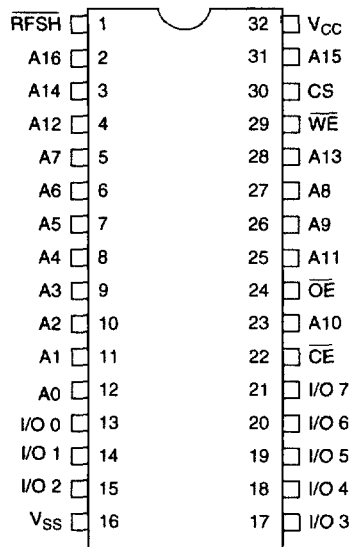 RFSH 1 32 VCC
A16 2 31 A15
A14 3 30 CS
A12 4 29 WE
A7 5 28 A13
A6 6 27 A8
A5 7 26 A9
A4 8 25 A11
A3 9 24 OE
A2 10 23 A10
A1 11 22 CE
A0 12 21 I/O 7
I/O 0 13 20 I/O 6
I/O 1 14 19 I/O 5
I/O 2 15 18 I/O 4
VSS 16 17 I/O 3